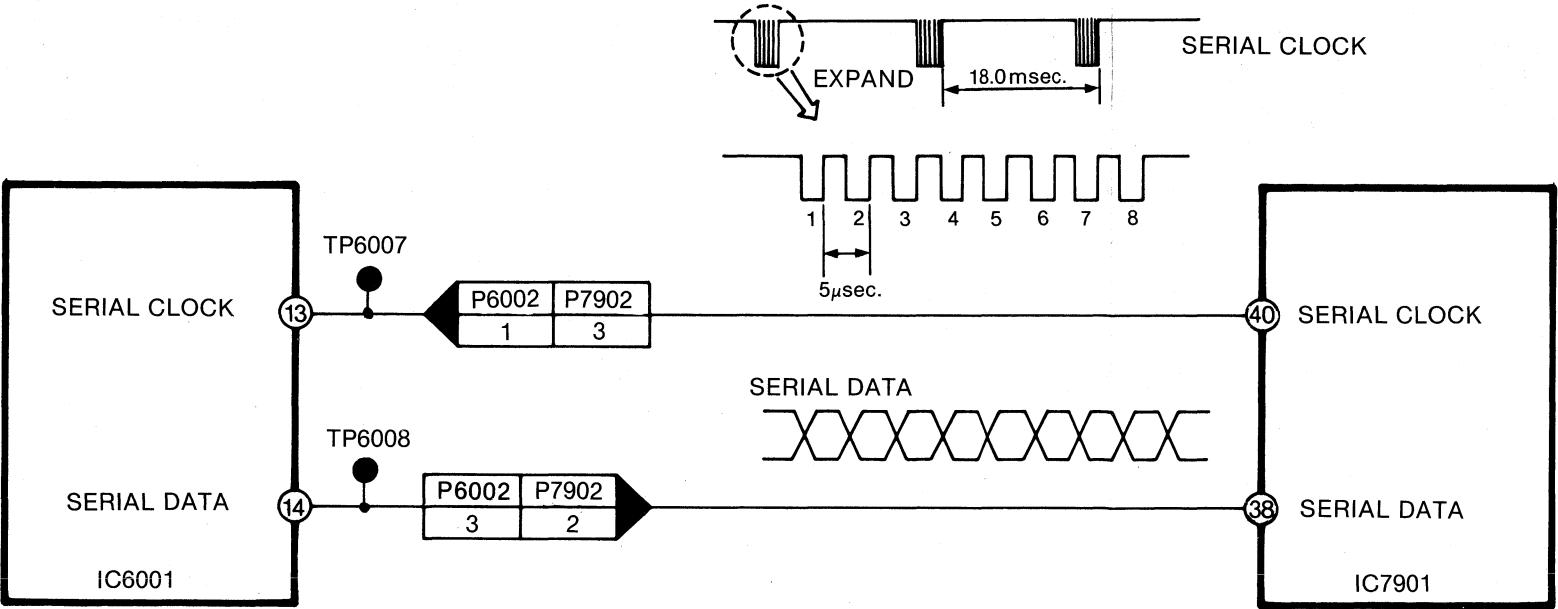 SERIAL CLOCK
EXPAND
18.0msec.
1 2 3 4 5 6 7 8
5μsec.
TP6007
SERIAL CLOCK
13
P6002 P7902
1 3
40
SERIAL CLOCK
SERIAL DATA
TP6008
SERIAL DATA
14
P6002 P7902
3 2
38
SERIAL DATA
IC6001
IC7901